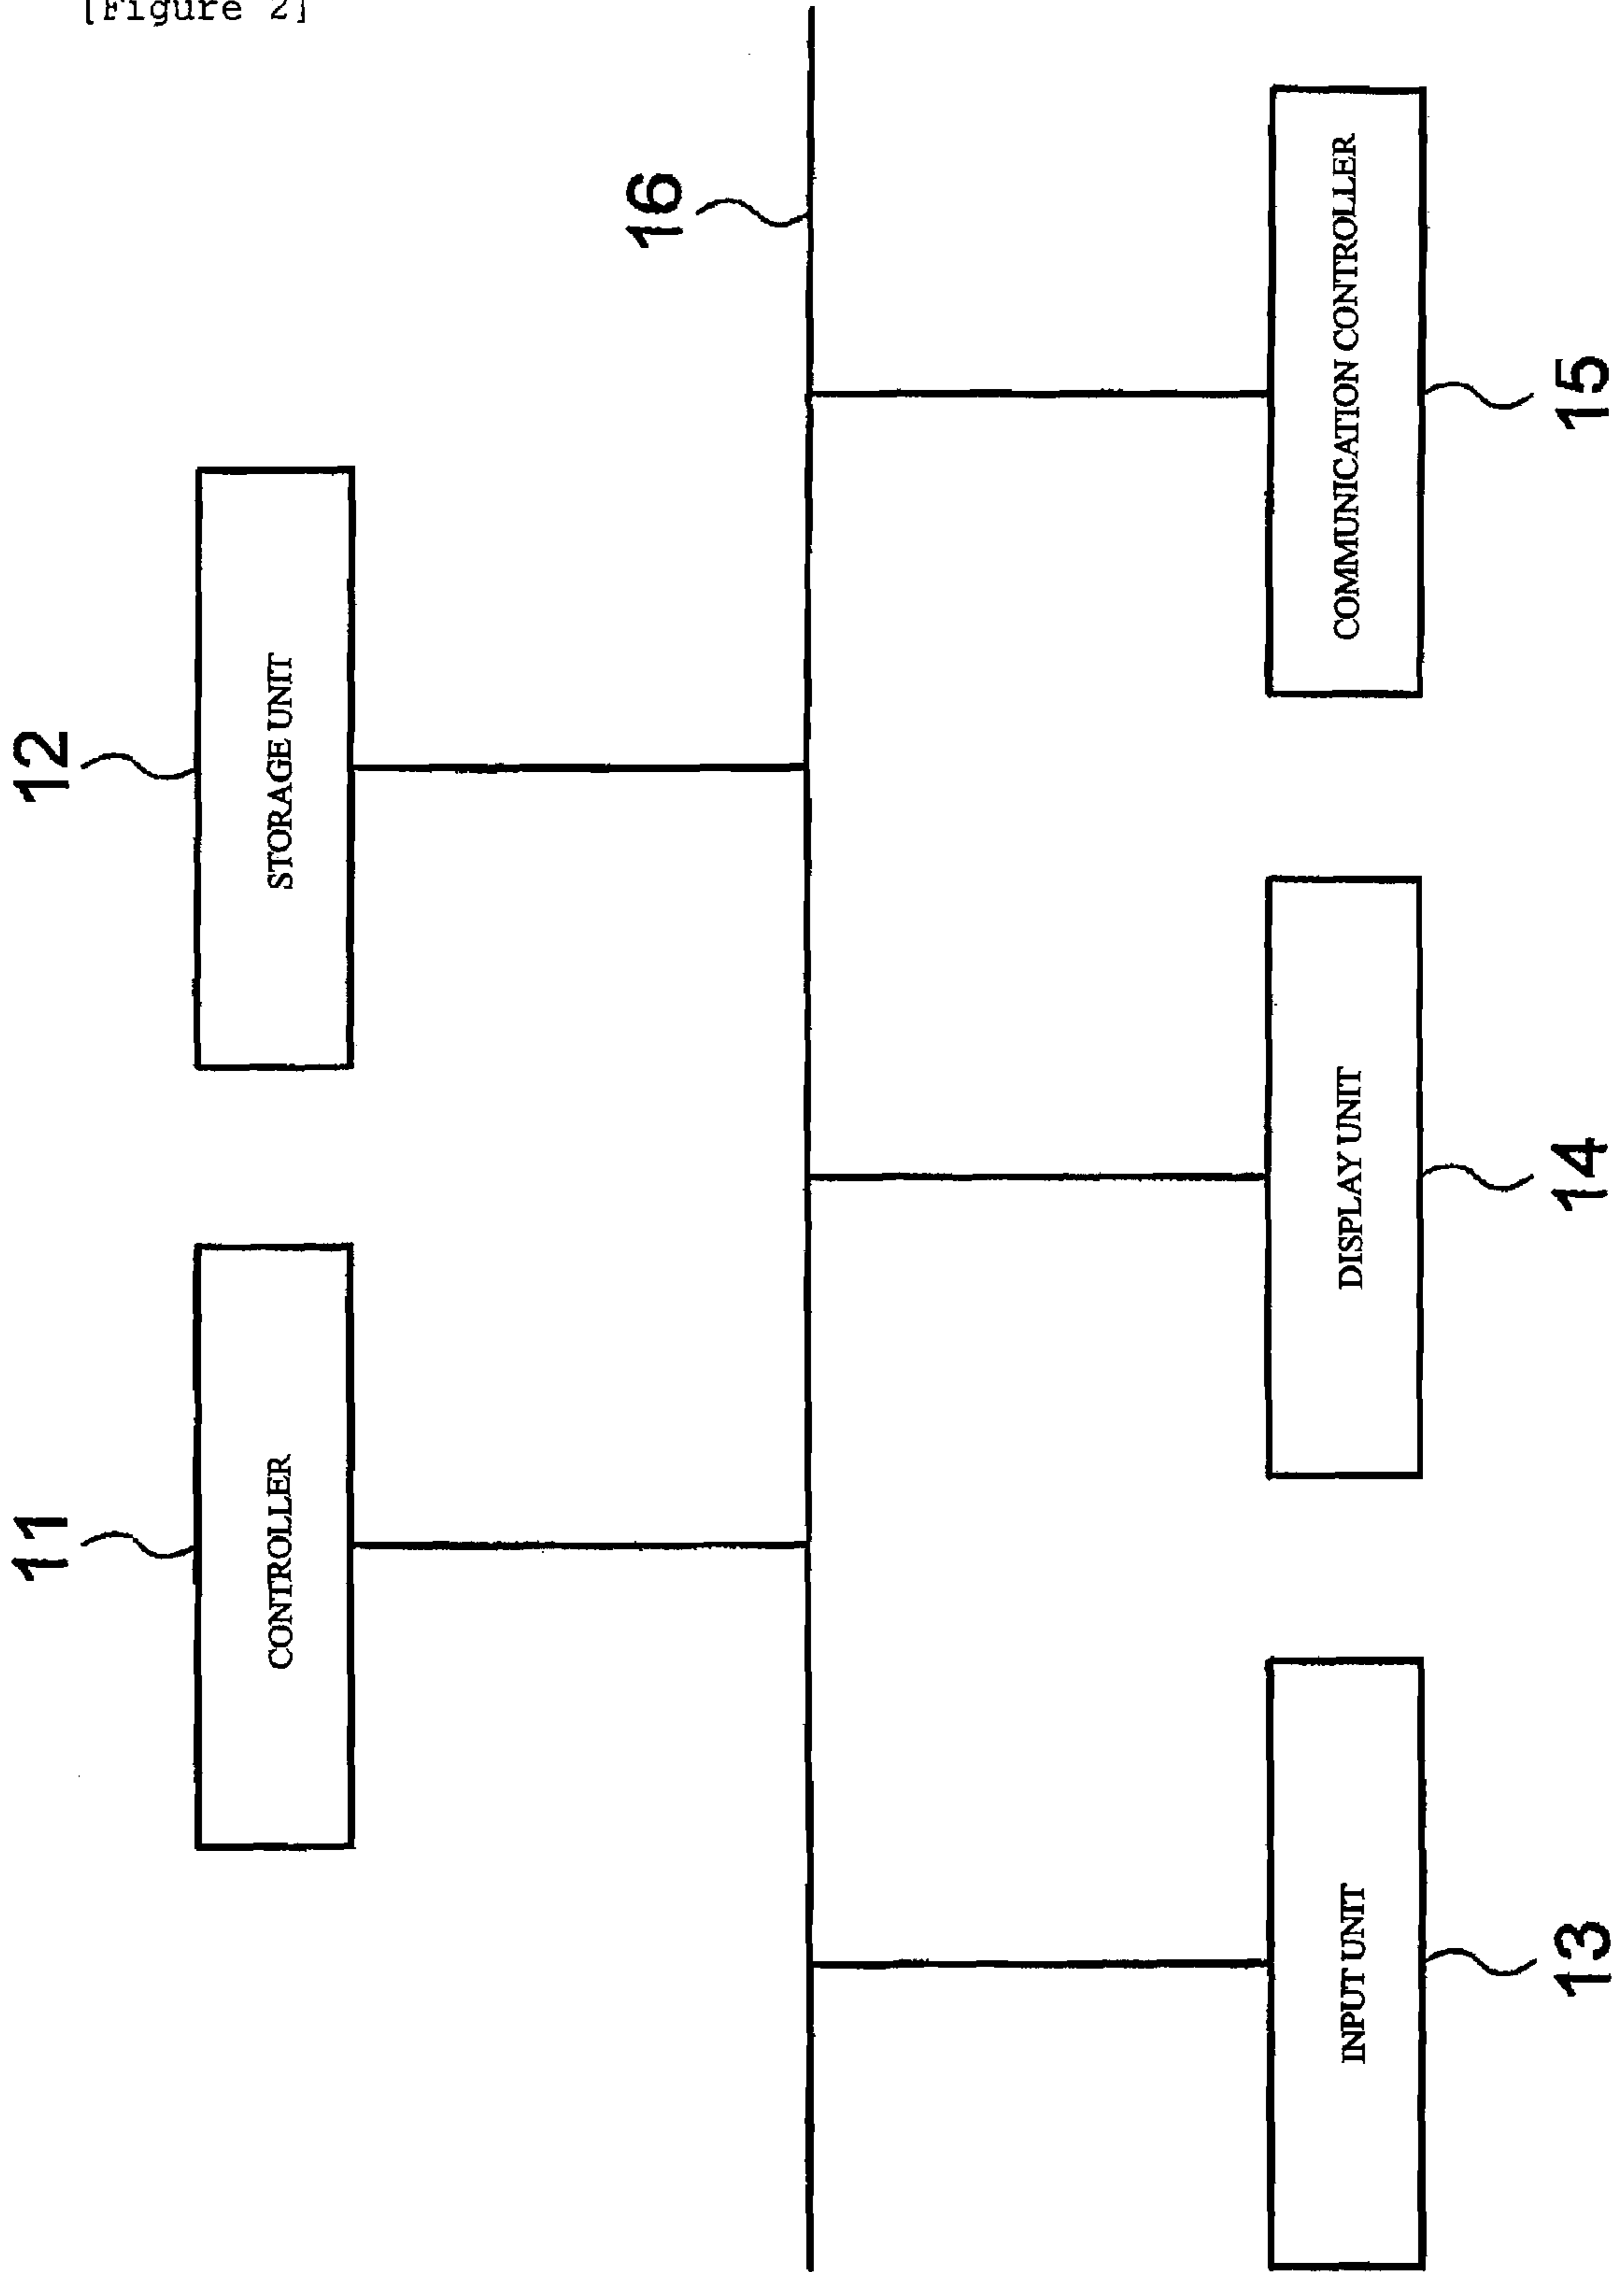 [Figure 2]
11
CONTROLLER
12
STORAGE UNIT
16
13
INPUT UNIT
14
DISPLAY UNIT
15
COMMUNICATION CONTROLLER